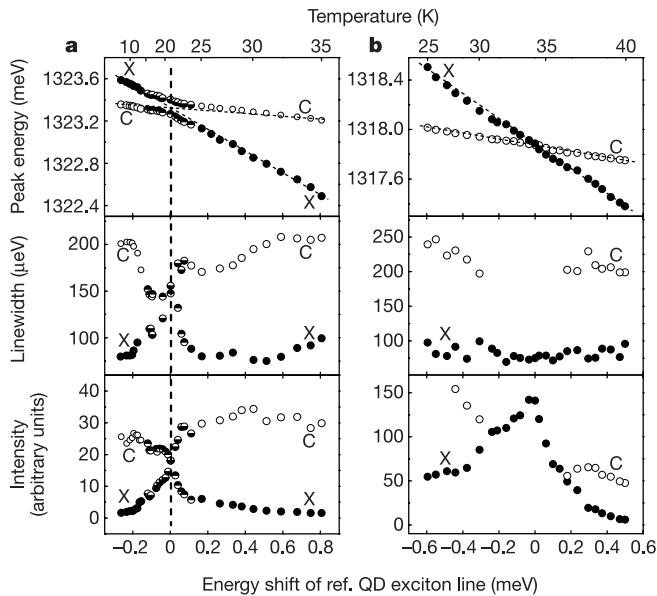 Temperature (K)
a
10 15 20 25 30 35
b
25 30 35 40
Peak energy (meV)
1323.6
1323.2
1322.8
1322.4
X
C
C
X
1318.4
1318.0
1317.6
X
C
Linewidth (μeV)
200
150
100
C
X
C
X
250
200
150
100
50
C
X
C
Intensity
(arbitrary units)
40
30
20
10
0
C
X
C
X
150
100
50
0
X
C
−0.2 0 0.2 0.4 0.6 0.8
−0.6 −0.4 −0.2 0 0.2 0.4 0.6
Energy shift of ref. QD exciton line (meV)